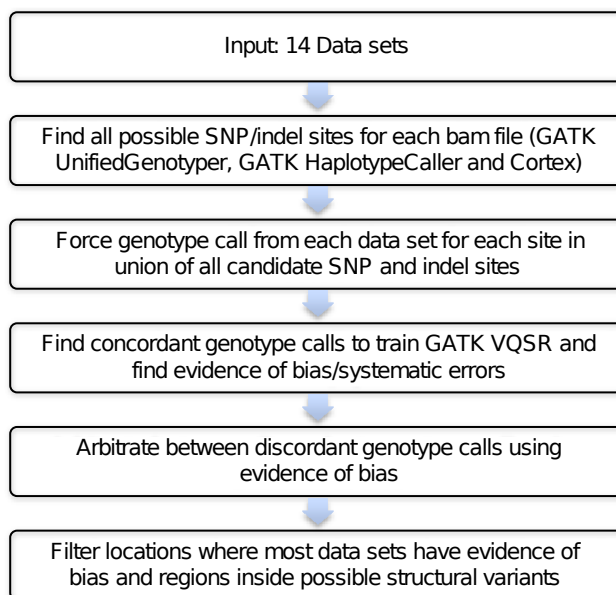 Input: 14 Data sets
Find all possible SNP/indel sites for each bam file (GATK
UnifiedGenotyper, GATK HaplotypeCaller and Cortex)
Force genotype call from each data set for each site in
union of all candidate SNP and indel sites
Find concordant genotype calls to train GATK VQSR and
find evidence of bias/systematic errors
Arbitrate between discordant genotype calls using
evidence of bias
Filter locations where most data sets have evidence of
bias and regions inside possible structural variants